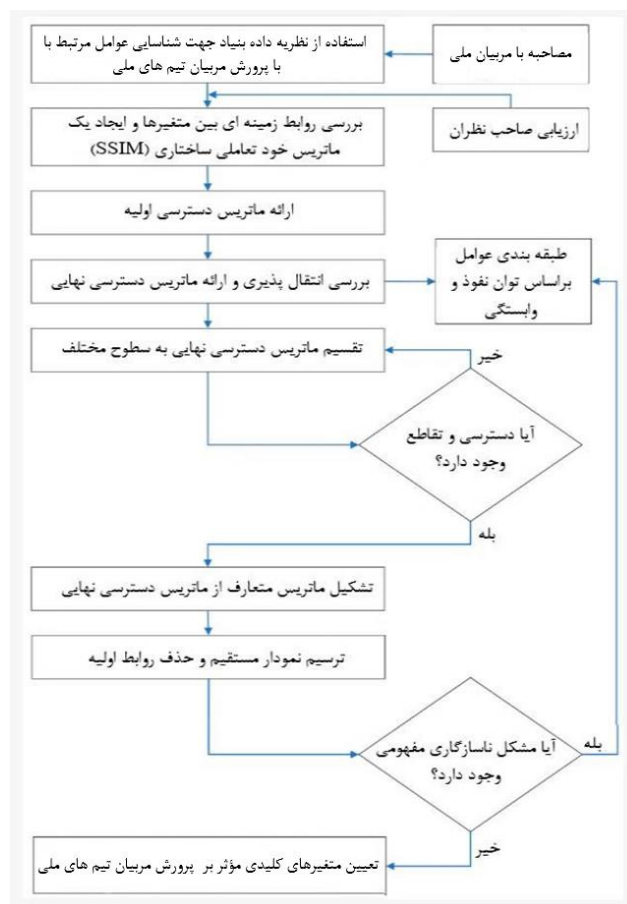 استفاده از نظریه داده بنیاد جهت شناسایی عوامل مرتبط با
با پرورش مربیان تیم های ملی
مصاحبه با مربیان ملی
بررسی روابط زمینه ای بین متغیرها و ایجاد یک
ماتریس خود تعاملی ساختاری (SSIM)
ارزیابی صاحب نظران
ارائه ماتریس دسترسی اولیه
بررسی انتقال پذیری و ارائه ماتریس دسترسی نهایی
طبقه بندی عوامل
براساس توان نفوذ و
وابستگی
تقسیم ماتریس دسترسی نهایی به سطوح مختلف
خیر
آیا دسترسی و تقاطع
وجود دارد؟
بله
تشکیل ماتریس متعارف از ماتریس دسترسی نهایی
ترسیم نمودار مستقیم و حذف روابط اولیه
آیا مشکل ناسازگاری مفهومی
وجود دارد؟
بله
خیر
تعیین متغیرهای کلیدی مؤثر بر پرورش مربیان تیم های ملی